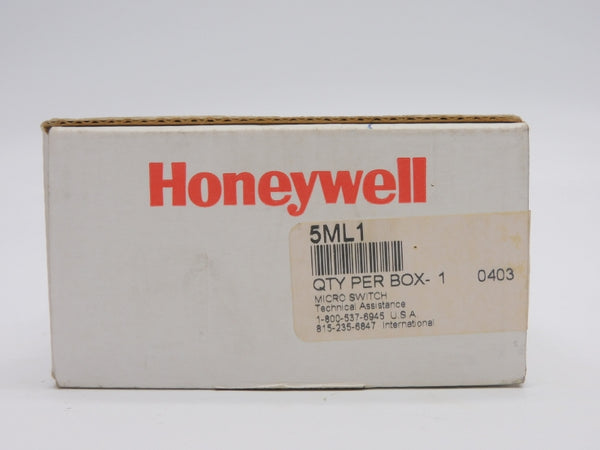 Honeywell
5ML1
QTY PER BOX- 1 0403
MICRO SWITCH
Technical Assistance
1-800-537-6945 U.S.A.
815-235-6847 International